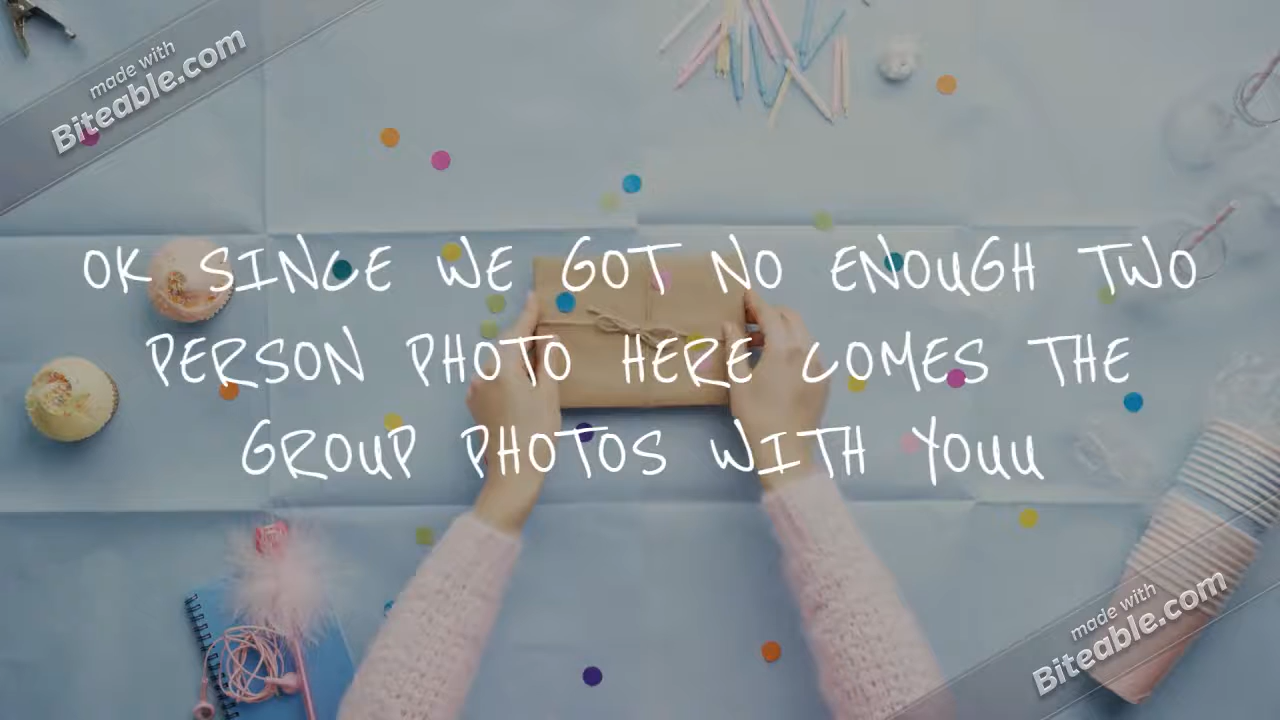 made with
Biteable.com
OK SINCE WE GOT NO ENOUGH TWO
PERSON PHOTO HERE COMES THE
GROUP PHOTOS WITH YOUU
made with
Biteable.com